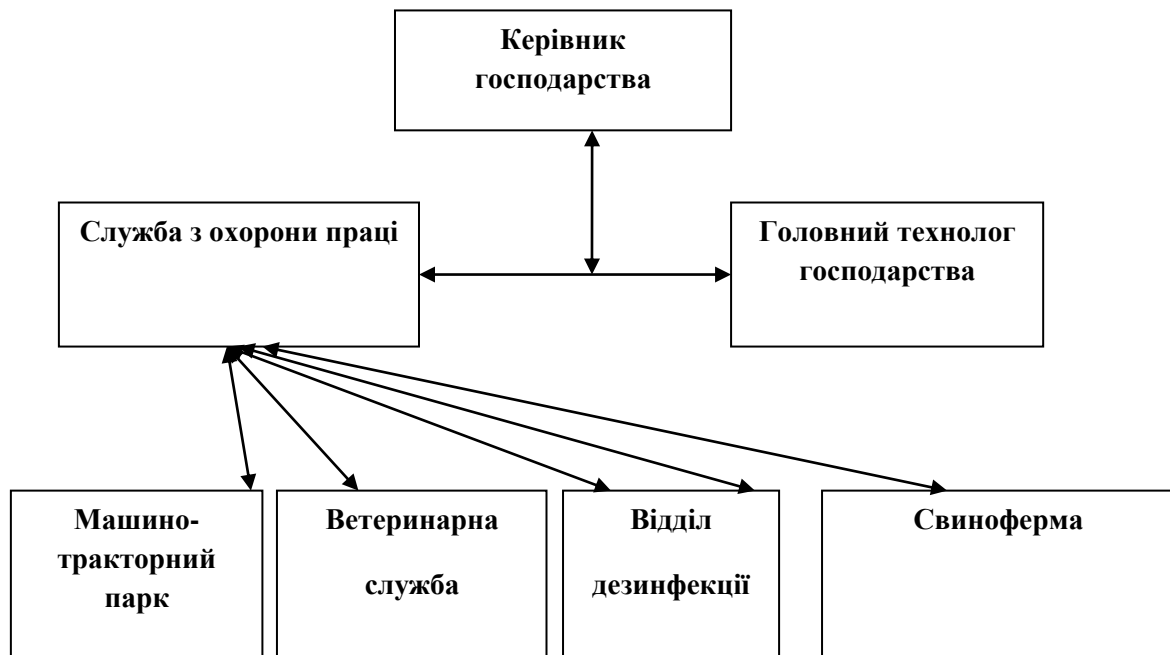 Керівник
господарства
Служба з охорони праці
Головний технолог
господарства
Машино-
тракторний
парк
Ветеринарна
служба
Відділ
дезинфекції
Свиноферма